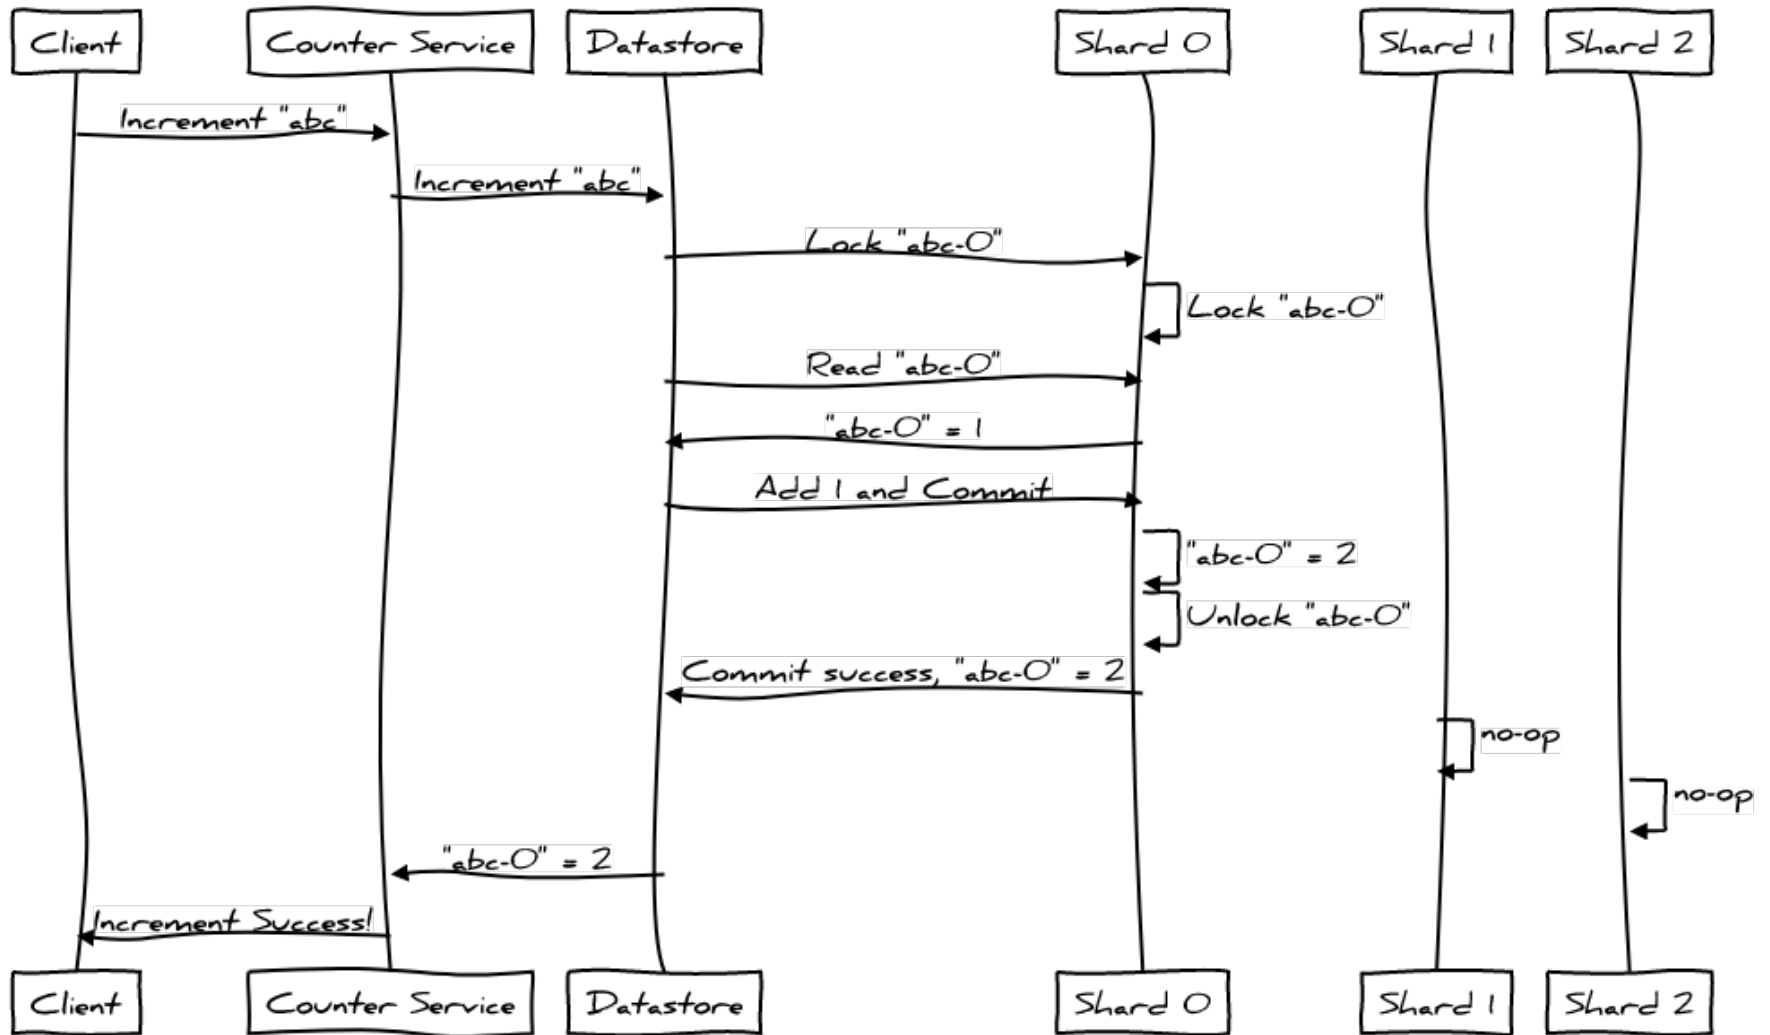 Client
Counter Service
Datastore
Shard 0
Shard 1
Shard 2
Increment "abc"
Increment "abc"
Lock "abc-0"
Lock "abc-0"
Read "abc-0"
"abc-0" = 1
Add 1 and Commit
"abc-0" = 2
Unlock "abc-0"
Commit success, "abc-0" = 2
no-op
no-op
"abc-0" = 2
Increment Success!
Client
Counter Service
Datastore
Shard 0
Shard 1
Shard 2